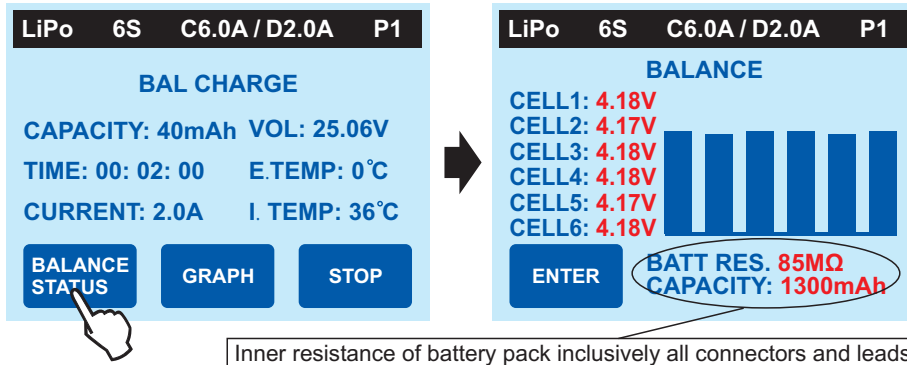 LiPo 6S C6.0A / D2.0A P1
BAL CHARGE
CAPACITY: 40mAh VOL: 25.06V
TIME: 00: 02: 00 E.TEMP: 0℃
CURRENT: 2.0A I. TEMP: 36℃
BALANCE
STATUS
GRAPH
STOP
LiPo 6S C6.0A / D2.0A P1
BALANCE
CELL1: 4.18V
CELL2: 4.17V
CELL3: 4.18V
CELL4: 4.18V
CELL5: 4.17V
CELL6: 4.18V
ENTER
BATT RES. 85MΩ
CAPACITY: 1300mAh
Inner resistance of battery pack inclusively all connectors and leads